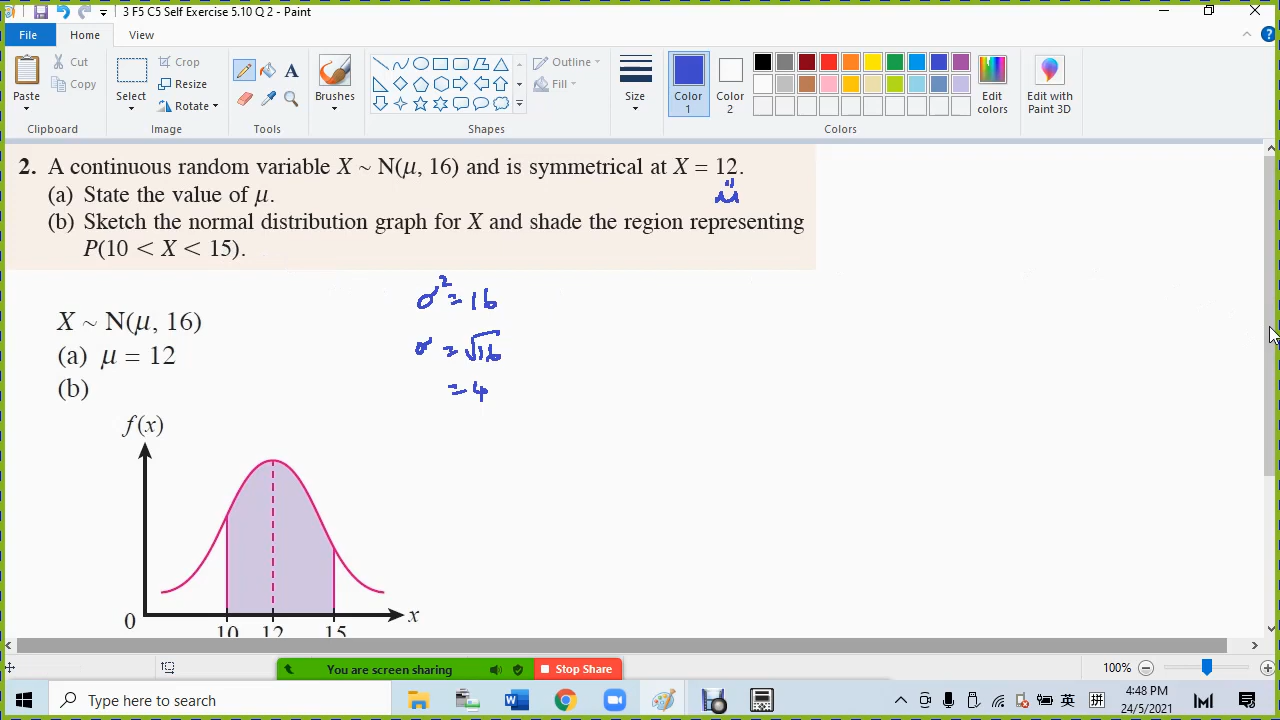 3 F5 C5 Self Exercise 5.10 Q 2 - Paint
File Home View
Paste Cut Copy Clipboard
Select Crop Resize Rotate Image
Tools
Brushes
Outline Fill Shapes
Size
Color 1 Color 2 Edit colors Colors
Edit with Paint 3D
2. A continuous random variable X ~ N(μ, 16) and is symmetrical at X = 12.
μ
(a) State the value of μ.
(b) Sketch the normal distribution graph for X and shade the region representing
P(10 < X < 15).
σ² = 16
X ~ N(μ, 16)
σ = √16
(a) μ = 12
= 4
(b)
f(x)
0 x
10 12 15
You are screen sharing Stop Share
100%
Type here to search
英 拼 4:48 PM
24/5/2021